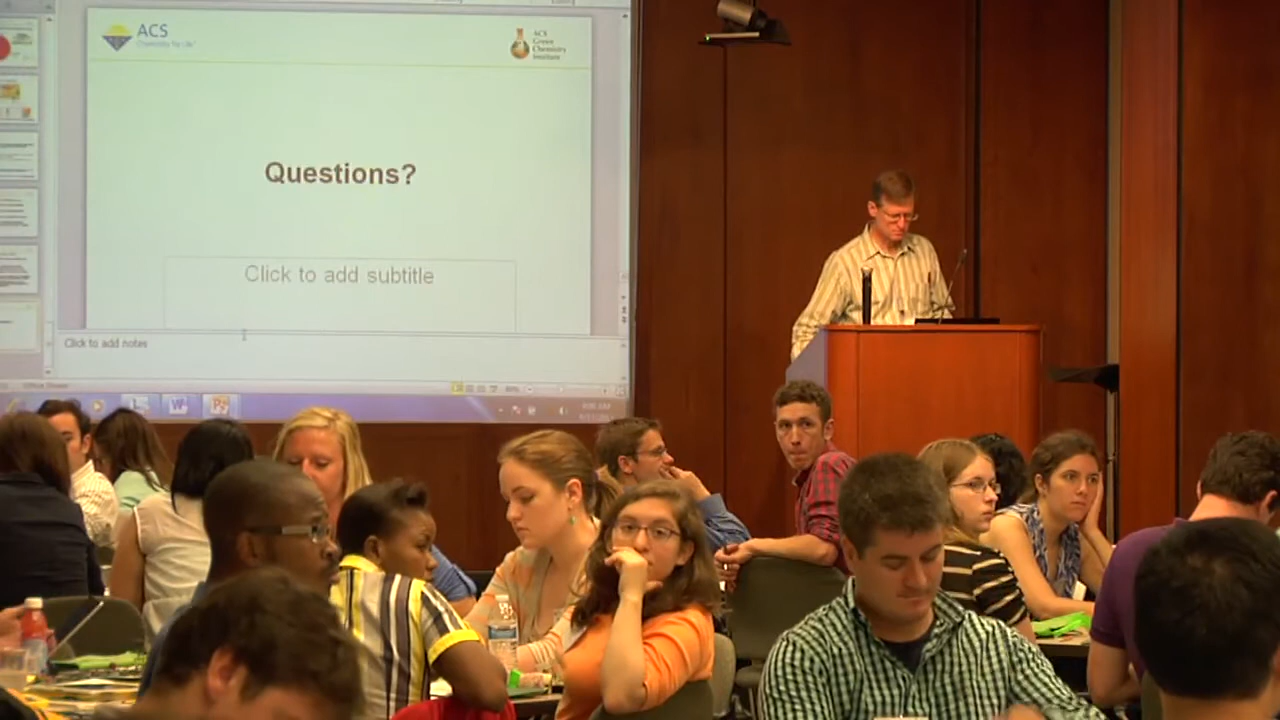 ACS
Chemistry for Life
ACS
Green
Chemistry
Institute
Questions?
Click to add subtitle
Click to add notes